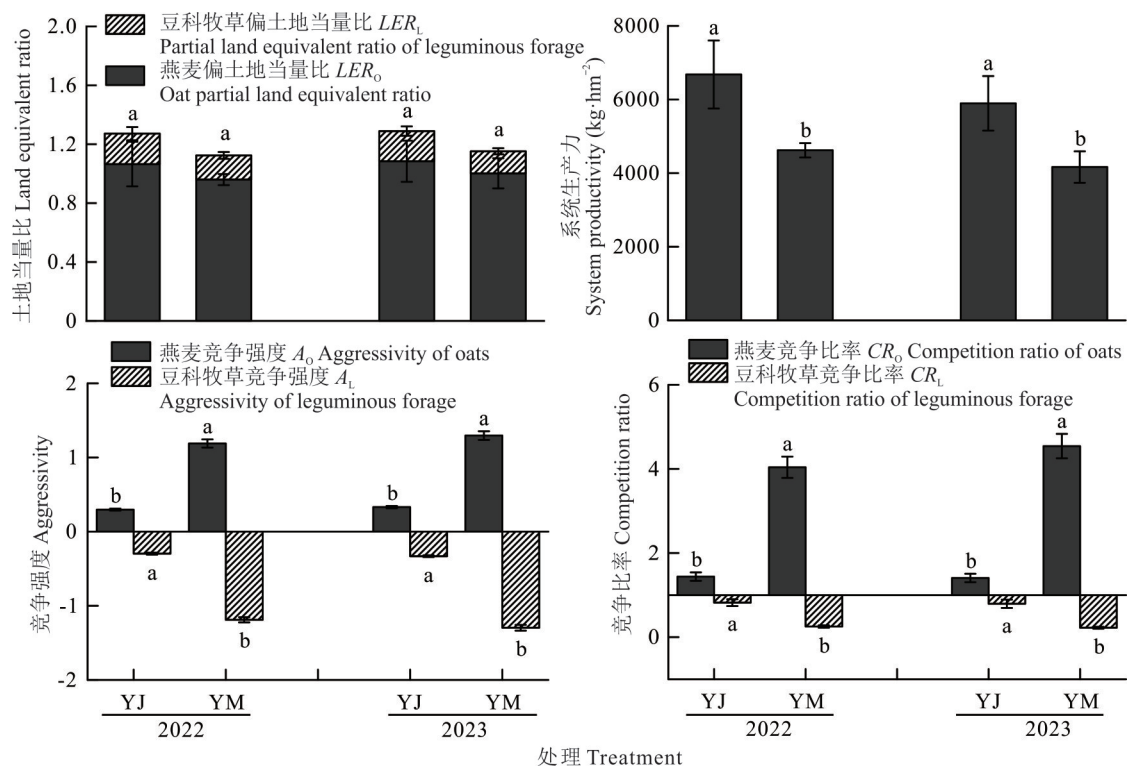 豆科牧草偏土地当量比 LER_L
Partial land equivalent ratio of leguminous forage
燕麦偏土地当量比 LER_O
Oat partial land equivalent ratio
土地当量比 Land equivalent ratio
2.0
1.6
1.2
0.8
0.4
0
a
a
a
a
系统生产力
System productivity (kg·hm⁻²)
8000
6000
4000
2000
0
a
b
a
b
燕麦竞争强度 A_O Aggressivity of oats
豆科牧草竞争强度 A_L
Aggressivity of leguminous forage
竞争强度 Aggressivity
2
1
0
-1
-2
b
a
a
b
b
a
a
b
YJ
YM
YJ
YM
2022
2023
燕麦竞争比率 CR_O Competition ratio of oats
豆科牧草竞争比率 CR_L
Competition ratio of leguminous forage
竞争比率 Competition ratio
6
4
2
0
b
a
a
b
b
a
a
b
YJ
YM
YJ
YM
2022
2023
处理 Treatment